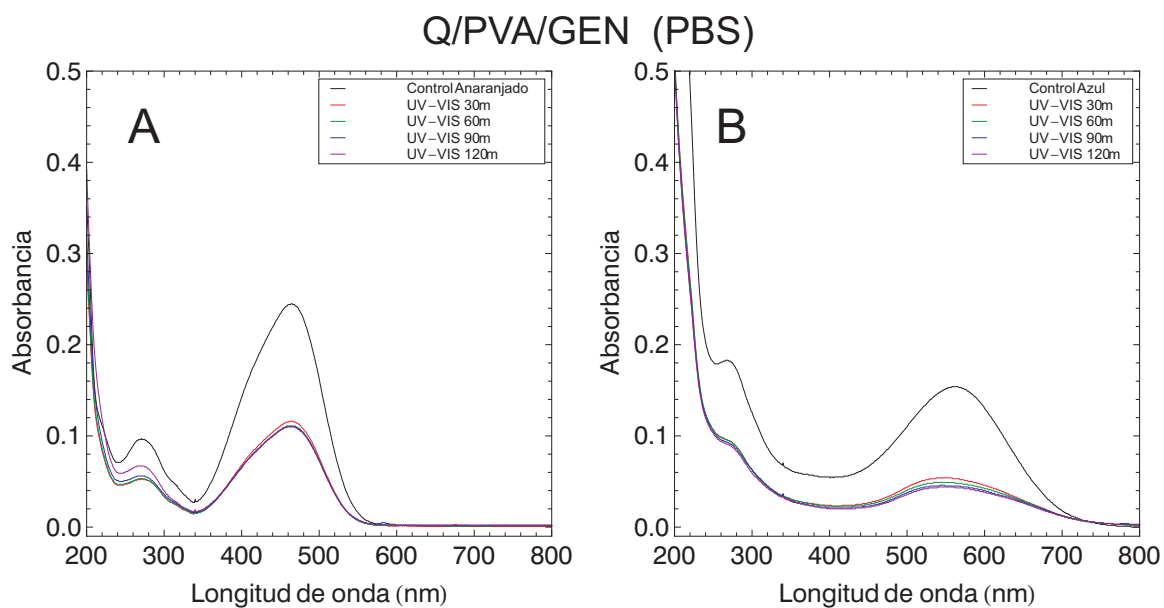 Q/PVA/GEN (PBS)
A
Control Anaranjado
UV–VIS 30m
UV–VIS 60m
UV–VIS 90m
UV–VIS 120m
0.5
0.4
0.3
0.2
0.1
0.0
Absorbancia
200 300 400 500 600 700 800
Longitud de onda (nm)
B
Control Azul
UV–VIS 30m
UV–VIS 60m
UV–VIS 90m
UV–VIS 120m
0.5
0.4
0.3
0.2
0.1
0.0
Absorbancia
200 300 400 500 600 700 800
Longitud de onda (nm)